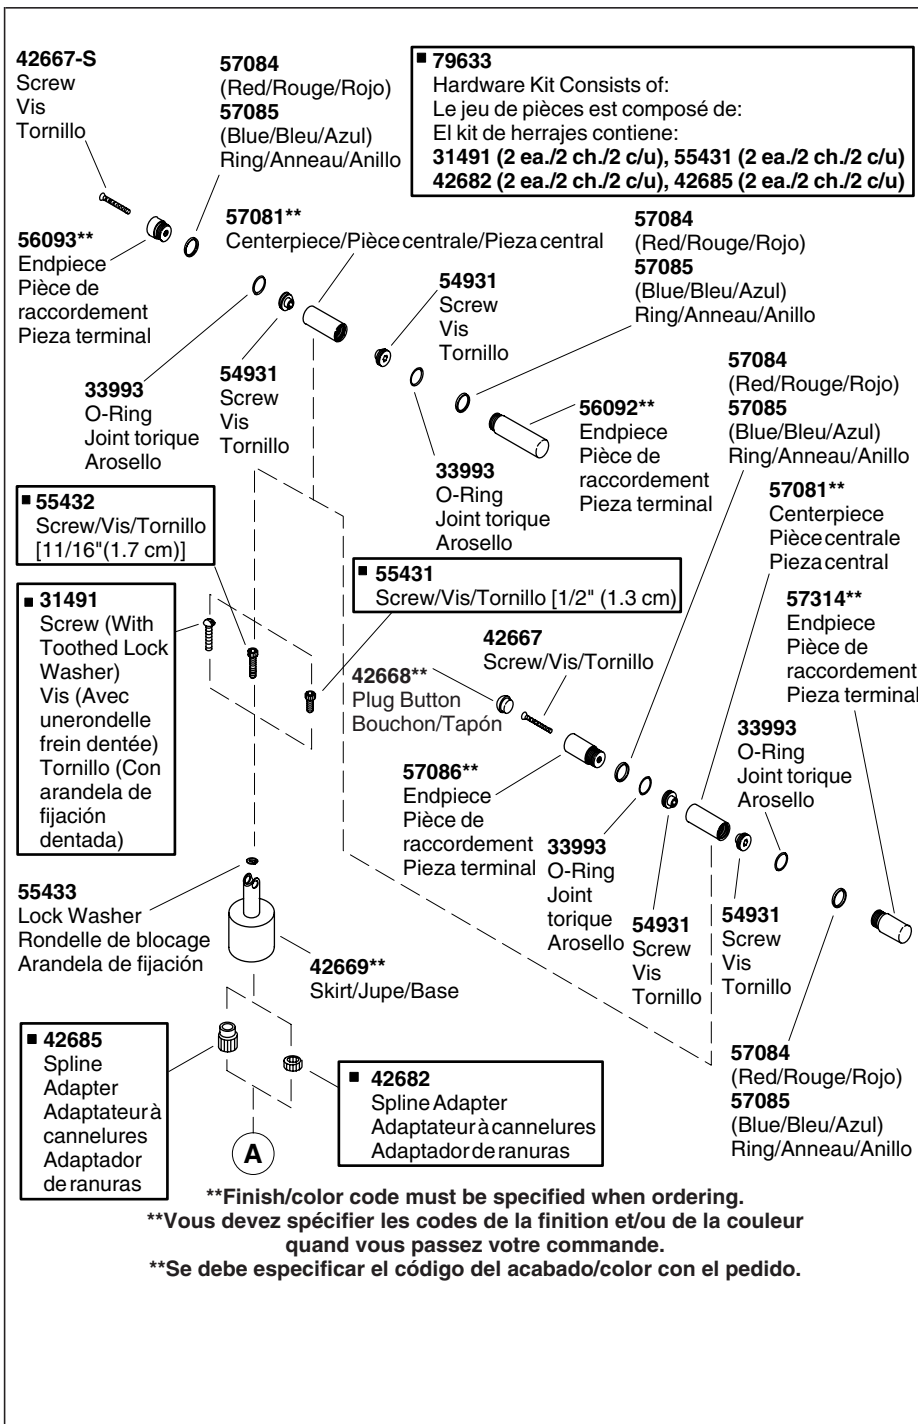 42667-S
Screw
Vis
Tornillo
57084
(Red/Rouge/Rojo)
57085
(Blue/Bleu/Azul)
Ring/Anneau/Anillo
■ 79633
Hardware Kit Consists of:
Le jeu de pièces est composé de:
El kit de herrajes contiene:
31491 (2 ea./2 ch./2 c/u), 55431 (2 ea./2 ch./2 c/u)
42682 (2 ea./2 ch./2 c/u), 42685 (2 ea./2 ch./2 c/u)
56093**
Endpiece
Pièce de
raccordement
Pieza terminal
57081**
Centerpiece/Pièce centrale/Pieza central
57084
(Red/Rouge/Rojo)
57085
(Blue/Bleu/Azul)
Ring/Anneau/Anillo
54931
Screw
Vis
Tornillo
33993
O-Ring
Joint torique
Arosello
54931
Screw
Vis
Tornillo
57084
(Red/Rouge/Rojo)
57085
(Blue/Bleu/Azul)
Ring/Anneau/Anillo
56092**
Endpiece
Pièce de
raccordement
Pieza terminal
33993
O-Ring
Joint torique
Arosello
57081**
Centerpiece
Pièce centrale
Pieza central
■ 55432
Screw/Vis/Tornillo
[11/16"(1.7 cm)]
■ 55431
Screw/Vis/Tornillo [1/2" (1.3 cm)
57314**
Endpiece
Pièce de
raccordement
Pieza terminal
■ 31491
Screw (With
Toothed Lock
Washer)
Vis (Avec
unerondelle
frein dentée)
Tornillo (Con
arandela de
fijación
dentada)
42667
Screw/Vis/Tornillo
42668**
Plug Button
Bouchon/Tapón
33993
O-Ring
Joint torique
Arosello
57086**
Endpiece
Pièce de
raccordement
Pieza terminal
33993
O-Ring
Joint
torique
Arosello
55433
Lock Washer
Rondelle de blocage
Arandela de fijación
54931
Screw
Vis
Tornillo
54931
Screw
Vis
Tornillo
42669**
Skirt/Jupe/Base
■ 42685
Spline
Adapter
Adaptateur à
cannelures
Adaptador
de ranuras
■ 42682
Spline Adapter
Adaptateur à cannelures
Adaptador de ranuras
57084
(Red/Rouge/Rojo)
57085
(Blue/Bleu/Azul)
Ring/Anneau/Anillo
A
**Finish/color code must be specified when ordering.
**Vous devez spécifier les codes de la finition et/ou de la couleur
quand vous passez votre commande.
**Se debe especificar el código del acabado/color con el pedido.